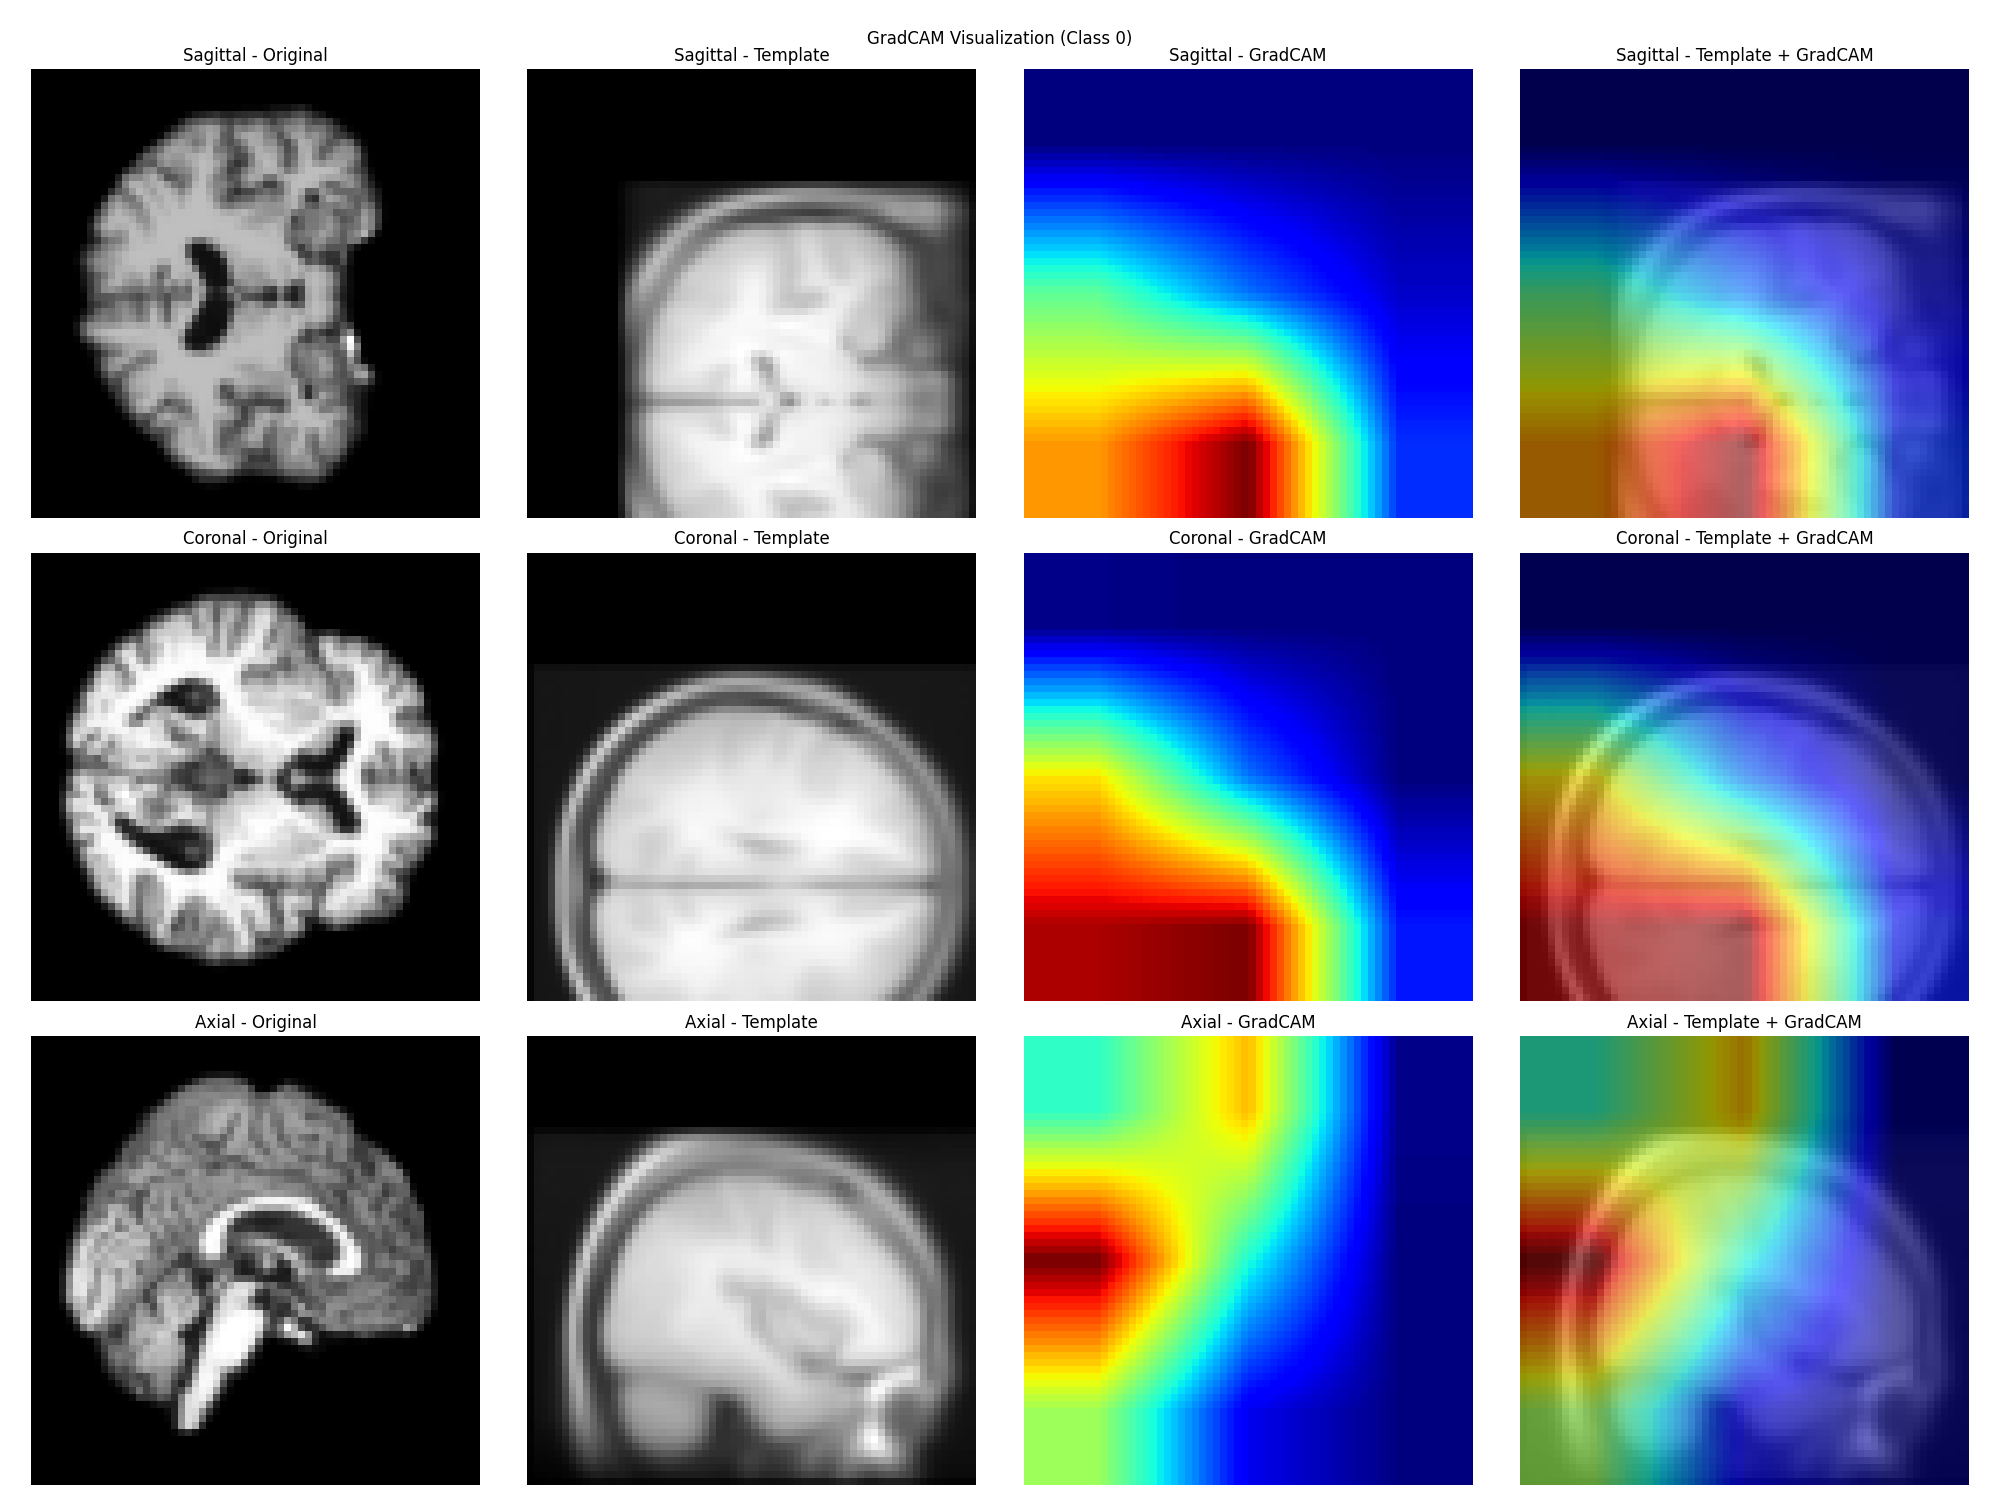 GradCAM Visualization (Class 0)
Sagittal - Original
Sagittal - Template
Sagittal - GradCAM
Sagittal - Template + GradCAM
Coronal - Original
Coronal - Template
Coronal - GradCAM
Coronal - Template + GradCAM
Axial - Original
Axial - Template
Axial - GradCAM
Axial - Template + GradCAM